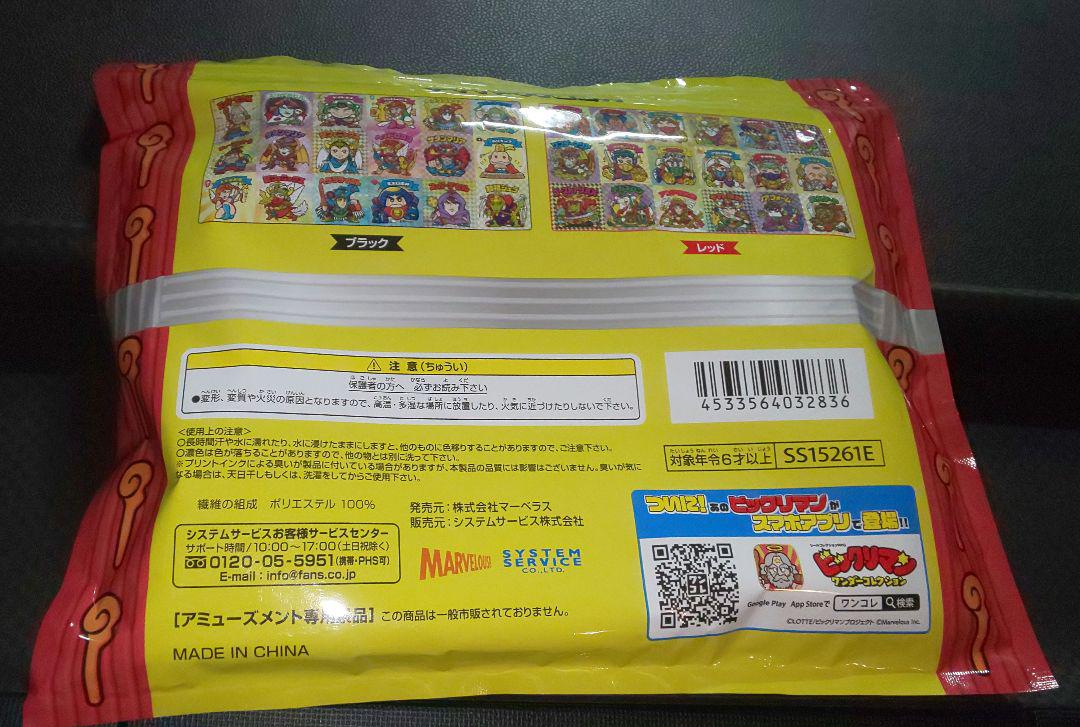 ブラック
レッド
⚠ 注意(ちゅうい)
保護者の方へ 必ずお読み下さい
●変形、変質や火災の原因となりますので、高温・多湿な場所に放置したり、火気に近づけたりしないで下さい。
4533564032836
<使用上の注意>
○長時間汗や水に濡れたり、水に浸けたままにしますと、他のものに色移りすることがありますので、ご注意下さい。
○濃色は色が落ちることがありますので、他の物とは別に洗って下さい。
※プリントインクによる臭いが製品に付いている場合がありますが、本製品の品質には影響はございません。臭いが気に
なる場合は、天日干しもしくは、洗濯をしてからご使用下さい。
対象年令6才以上
SS15261E
繊維の組成 ポリエステル 100%
発売元:株式会社マーベラス
販売元:システムサービス株式会社
システムサービスお客様サービスセンター
サポート時間/10:00〜17:00(土日祝除く)
0120-05-5951(携帯・PHS可)
E-mail:info@fans.co.jp
MARVELOUS!
SYSTEM
SERVICE
CO.,LTD.
ついに!あのビックリマンが
スマホアプリで登場!!
ビックリマン
ワンダーコレクション
Google Play App Storeで ワンコレ 検索
©LOTTE/ビックリマンプロジェクト ©Marvelous Inc.
[アミューズメント専用景品] この商品は一般市販されておりません。
MADE IN CHINA